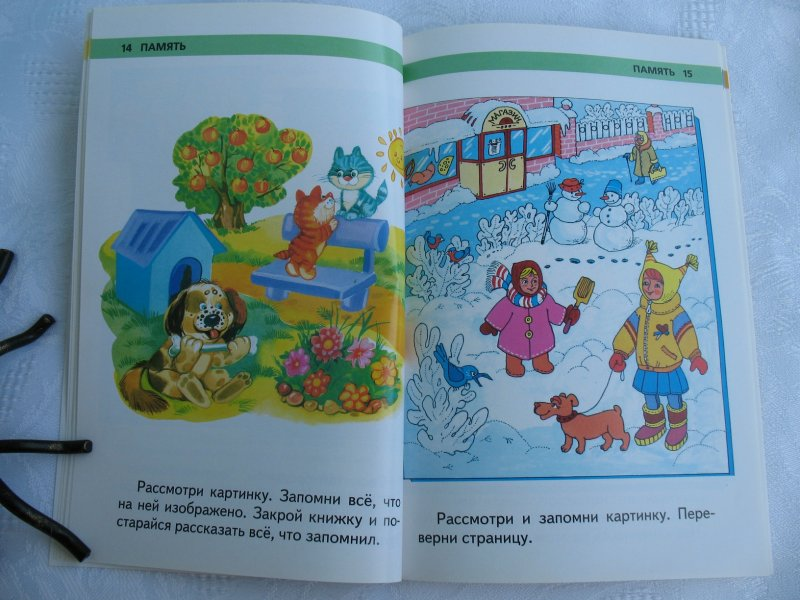 14 ПАМЯТЬ
Рассмотри картинку. Запомни всё, что
на ней изображено. Закрой книжку и по-
старайся рассказать всё, что запомнил.
ПАМЯТЬ 15
МАГАЗИН
Рассмотри и запомни картинку. Пере-
верни страницу.